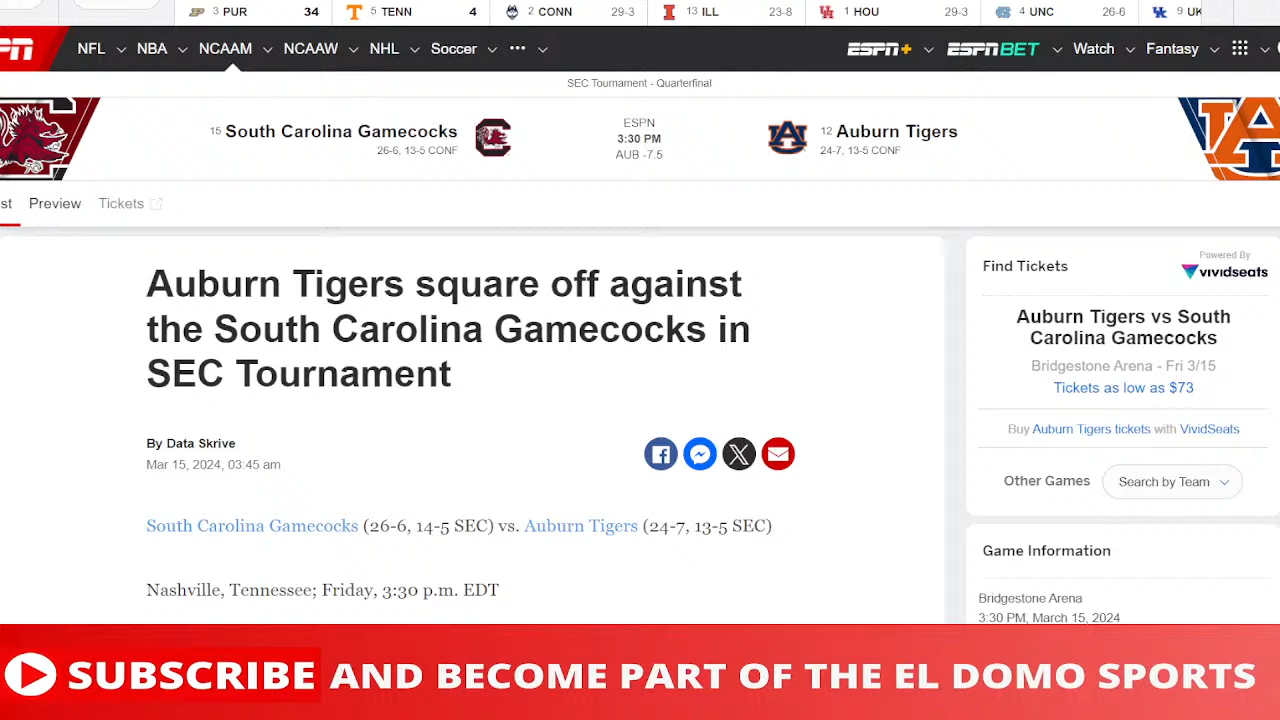 3 PUR 34
5 TENN 4
2 CONN 29-3
13 ILL 23-8
1 HOU 29-3
4 UNC 26-6
9 UK
NFL NBA NCAAM NCAAW NHL Soccer
ESPN+ ESPN BET Watch Fantasy
SEC Tournament - Quarterfinal
15 South Carolina Gamecocks
26-6, 13-5 CONF
ESPN
3:30 PM
AUB -7.5
12 Auburn Tigers
24-7, 13-5 CONF
st Preview Tickets
Auburn Tigers square off against
the South Carolina Gamecocks in
SEC Tournament
By Data Skrive
Mar 15, 2024, 03:45 am
South Carolina Gamecocks (26-6, 14-5 SEC) vs. Auburn Tigers (24-7, 13-5 SEC)
Nashville, Tennessee; Friday, 3:30 p.m. EDT
Find Tickets
Powered By
vividseats
Auburn Tigers vs South
Carolina Gamecocks
Bridgestone Arena - Fri 3/15
Tickets as low as $73
Buy Auburn Tigers tickets with VividSeats
Other Games Search by Team
Game Information
Bridgestone Arena
3:30 PM, March 15, 2024
SUBSCRIBE AND BECOME PART OF THE EL DOMO SPORTS